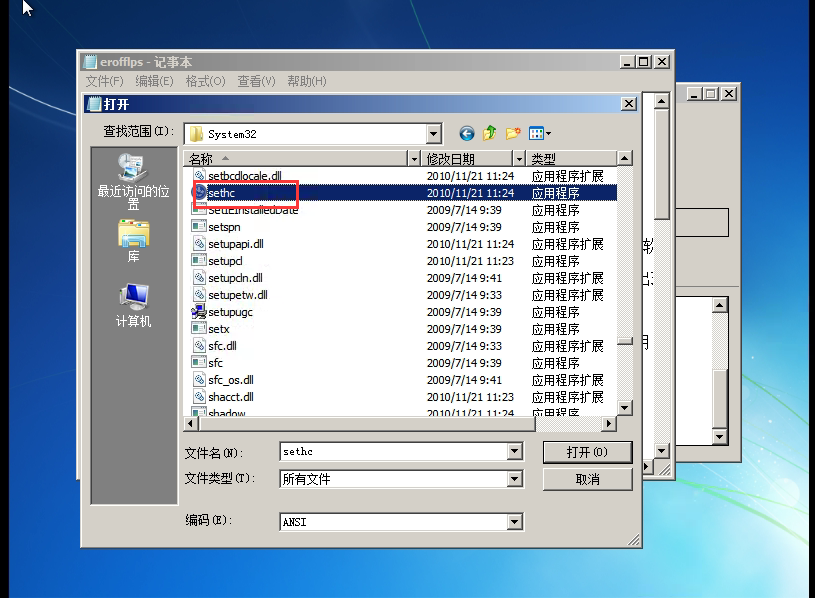 erofflps - 记事本
文件(F) 编辑(E) 格式(O) 查看(V) 帮助(H)
打开
查找范围(I): System32
名称 修改日期 类型
setbcdlocale.dll 2010/11/21 11:24 应用程序扩展
sethc 2010/11/21 11:24 应用程序
SetIEInstalledDate 2009/7/14 9:39 应用程序
setspn 2009/7/14 9:39 应用程序
setupapi.dll 2010/11/21 11:24 应用程序扩展
setupcl 2010/11/21 11:23 应用程序
setupcln.dll 2009/7/14 9:41 应用程序扩展
setupetw.dll 2009/7/14 9:33 应用程序扩展
setupugc 2009/7/14 9:39 应用程序
setx 2009/7/14 9:39 应用程序
sfc.dll 2009/7/14 9:33 应用程序扩展
sfc 2009/7/14 9:39 应用程序
sfc_os.dll 2009/7/14 9:41 应用程序扩展
shacct.dll 2010/11/21 11:23 应用程序扩展
shadow 2010/11/21 11:24 应用程序
最近访问的位
置
库
计算机
文件名(N): sethc 打开(O)
文件类型(T): 所有文件 取消
编码(E): ANSI